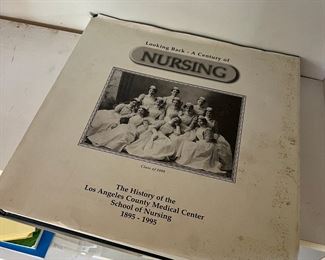 Looking Back - A Century of
NURSING
Class of 1898
The History of the
Los Angeles County Medical Center
School of Nursing
1895 - 1995